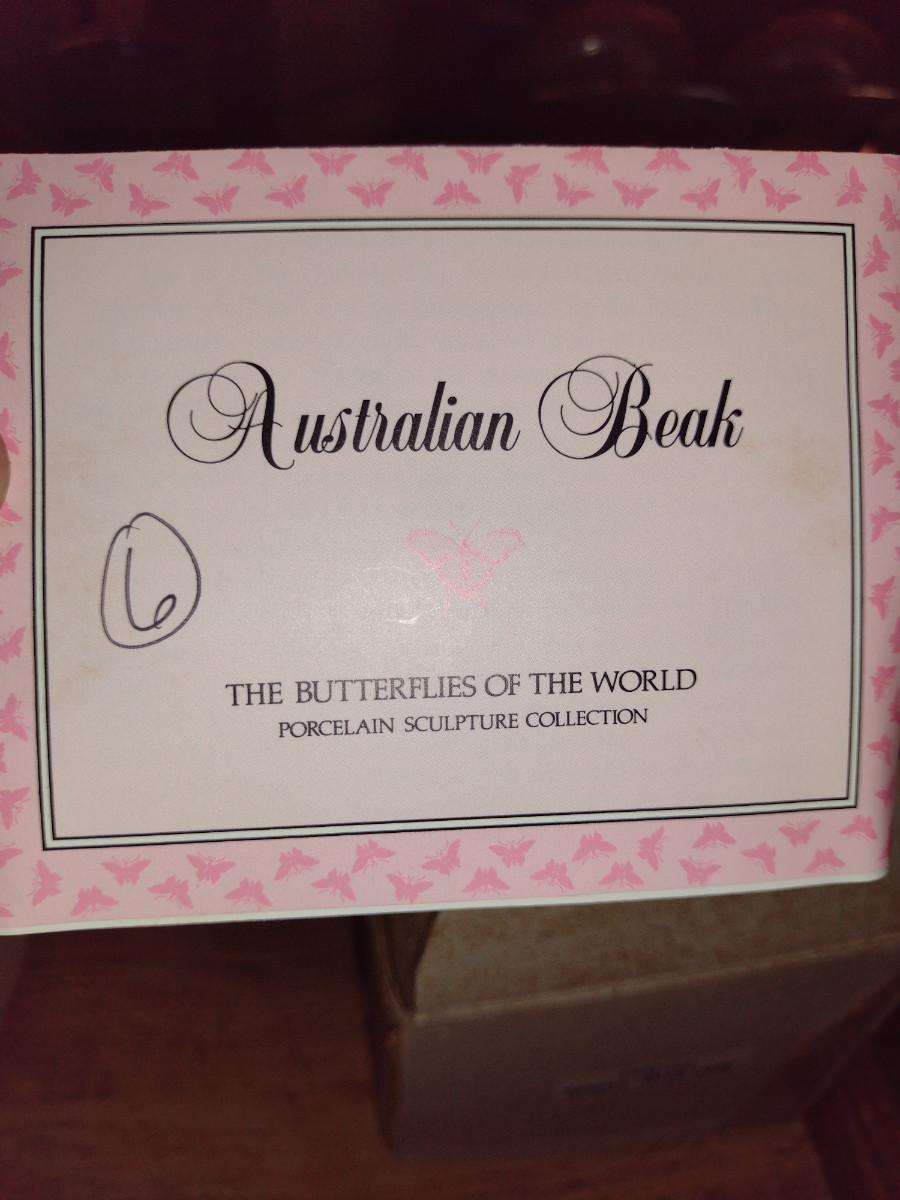 Australian Beak
6
THE BUTTERFLIES OF THE WORLD
PORCELAIN SCULPTURE COLLECTION